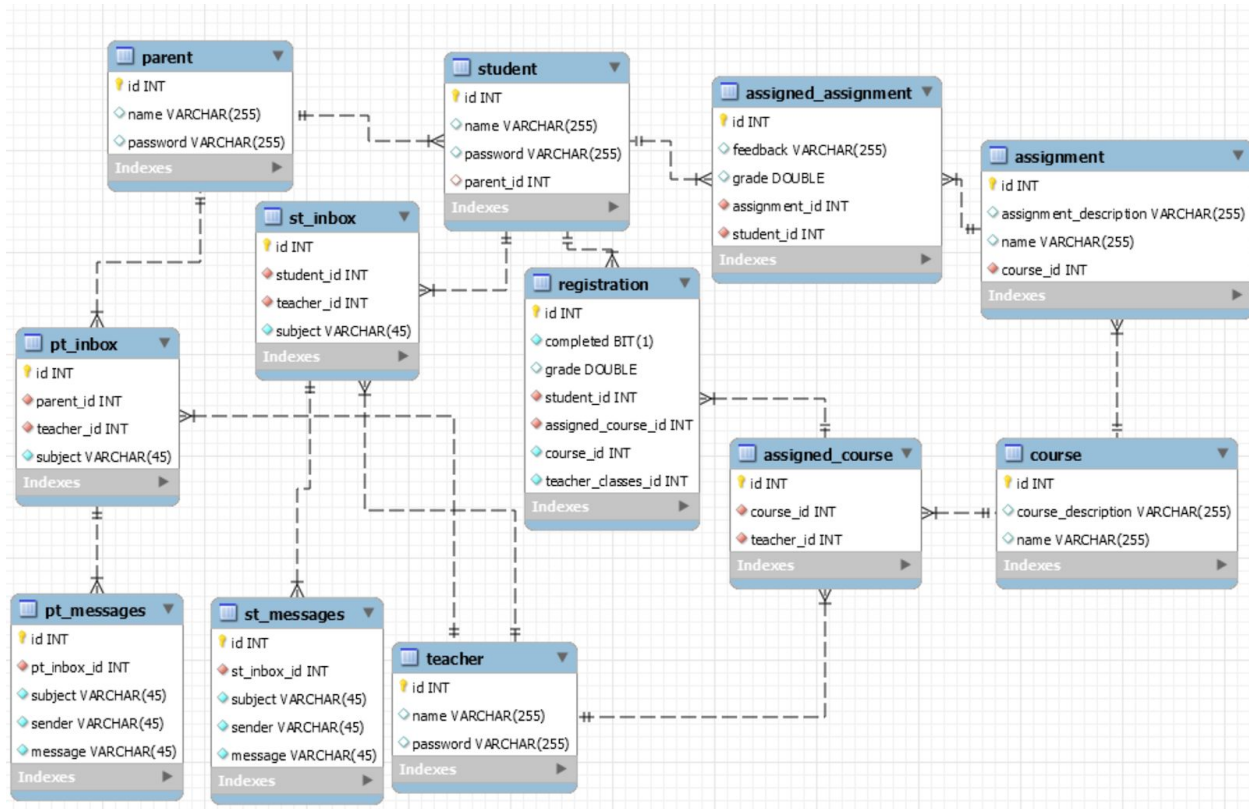 parent
id INT
name VARCHAR(255)
password VARCHAR(255)
Indexes
student
id INT
name VARCHAR(255)
password VARCHAR(255)
parent_id INT
Indexes
assigned_assignment
id INT
feedback VARCHAR(255)
grade DOUBLE
assignment_id INT
student_id INT
Indexes
assignment
id INT
assignment_description VARCHAR(255)
name VARCHAR(255)
course_id INT
Indexes
st_inbox
id INT
student_id INT
teacher_id INT
subject VARCHAR(45)
Indexes
registration
id INT
completed BIT(1)
grade DOUBLE
student_id INT
assigned_course_id INT
course_id INT
teacher_classes_id INT
Indexes
pt_inbox
id INT
parent_id INT
teacher_id INT
subject VARCHAR(45)
Indexes
assigned_course
id INT
course_id INT
teacher_id INT
Indexes
course
id INT
course_description VARCHAR(255)
name VARCHAR(255)
Indexes
pt_messages
id INT
pt_inbox_id INT
subject VARCHAR(45)
sender VARCHAR(45)
message VARCHAR(45)
Indexes
st_messages
id INT
st_inbox_id INT
subject VARCHAR(45)
sender VARCHAR(45)
message VARCHAR(45)
Indexes
teacher
id INT
name VARCHAR(255)
password VARCHAR(255)
Indexes